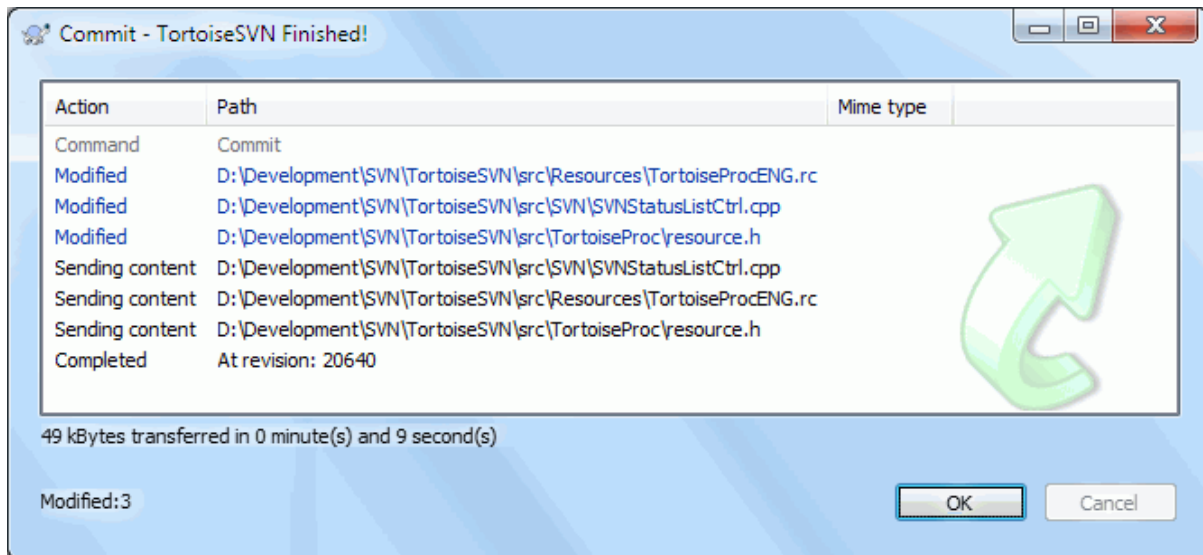 Commit - TortoiseSVN Finished!
Action Path Mime type
Command Commit
Modified D:\Development\SVN\TortoiseSVN\src\Resources\TortoiseProcENG.rc
Modified D:\Development\SVN\TortoiseSVN\src\SVN\SVNStatusListCtrl.cpp
Modified D:\Development\SVN\TortoiseSVN\src\TortoiseProc\resource.h
Sending content D:\Development\SVN\TortoiseSVN\src\SVN\SVNStatusListCtrl.cpp
Sending content D:\Development\SVN\TortoiseSVN\src\Resources\TortoiseProcENG.rc
Sending content D:\Development\SVN\TortoiseSVN\src\TortoiseProc\resource.h
Completed At revision: 20640
49 kBytes transferred in 0 minute(s) and 9 second(s)
Modified:3
OK Cancel